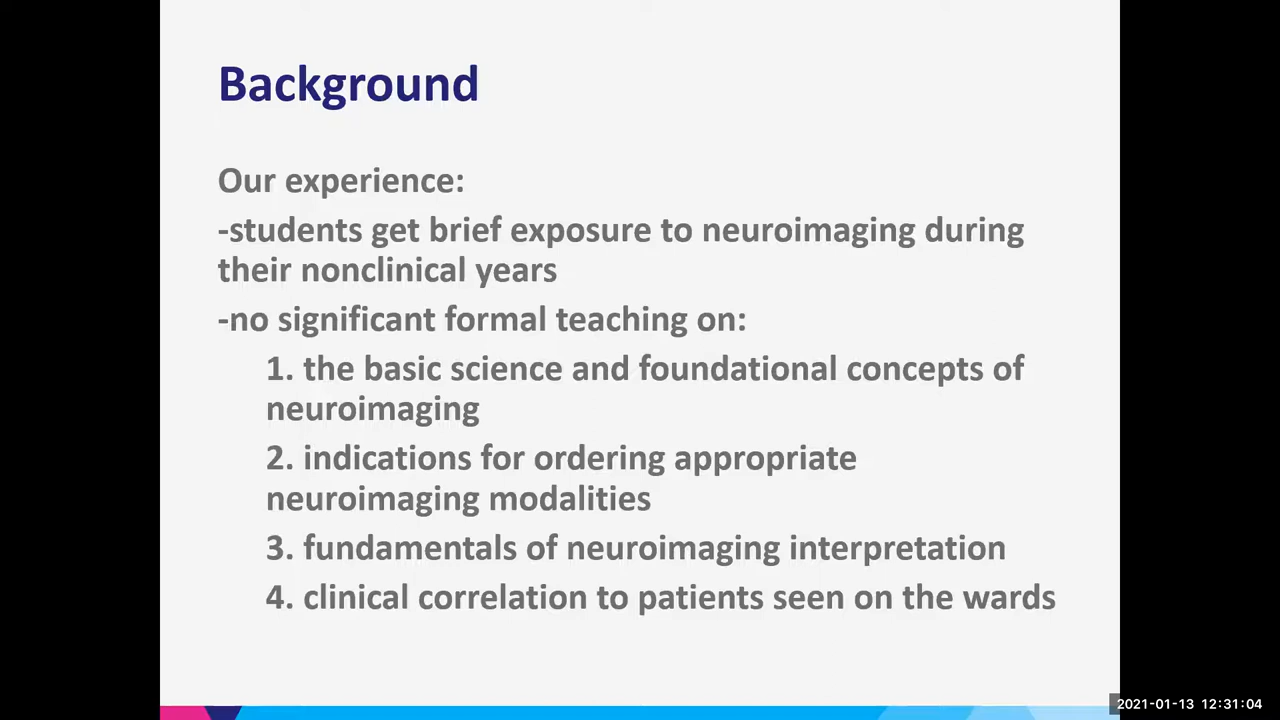 Background
Our experience:
-students get brief exposure to neuroimaging during
their nonclinical years
-no significant formal teaching on:
1. the basic science and foundational concepts of
neuroimaging
2. indications for ordering appropriate
neuroimaging modalities
3. fundamentals of neuroimaging interpretation
4. clinical correlation to patients seen on the wards
2021-01-13 12:31:04